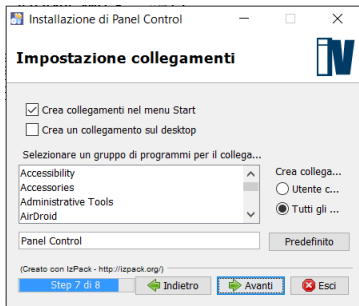 Installazione di Panel Control
Impostazione collegamenti
Crea collegamenti nel menu Start
Crea un collegamento sul desktop
Selezionare un gruppo di programmi per il collega...
Accessibility
Accessories
Administrative Tools
AirDroid
Crea collega...
Utente c...
Tutti gli ...
Panel Control
Predefinito
(Creato con IzPack - http://izpack.org/)
Step 7 di 8
Indietro
Avanti
Esci